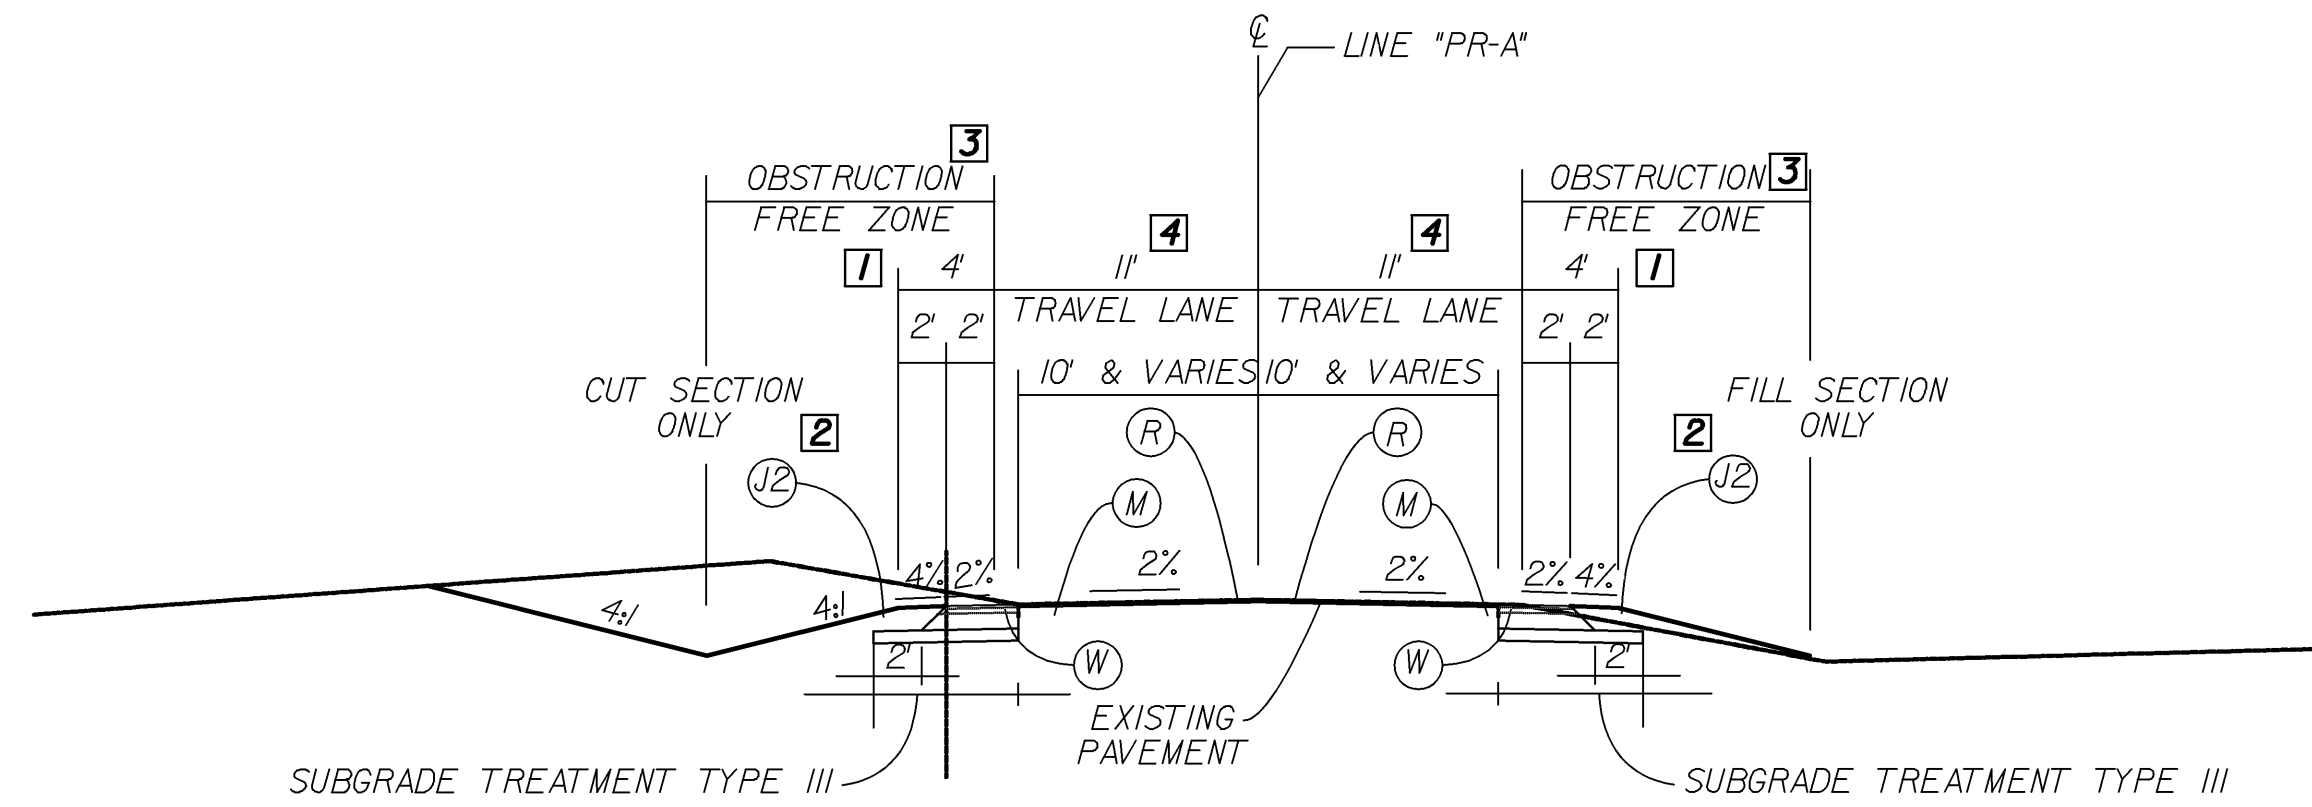 ℄
LINE "PR-A"
3
OBSTRUCTION
FREE ZONE
OBSTRUCTION 3
FREE ZONE
4
4
1
4'
11'
11'
4'
1
TRAVEL LANE
TRAVEL LANE
2' 2'
2' 2'
10' & VARIES
10' & VARIES
CUT SECTION
ONLY
FILL SECTION
ONLY
2
R
R
2
J2
M
M
J2
4% 2%
2%
2%
2% 4%
4:1
4:1
2'
W
W
2'
EXISTING
PAVEMENT
SUBGRADE TREATMENT TYPE III
SUBGRADE TREATMENT TYPE III